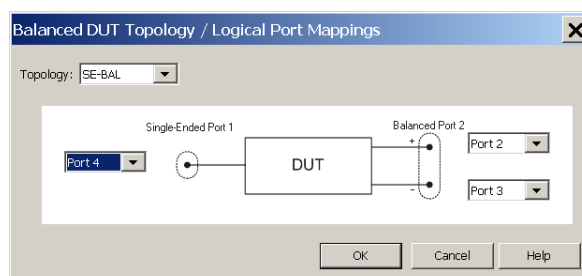 Balanced DUT Topology / Logical Port Mappings
Topology: SE-BAL
Single-Ended Port 1
Balanced Port 2
Port 4
DUT
+
Port 2
-
Port 3
OK
Cancel
Help